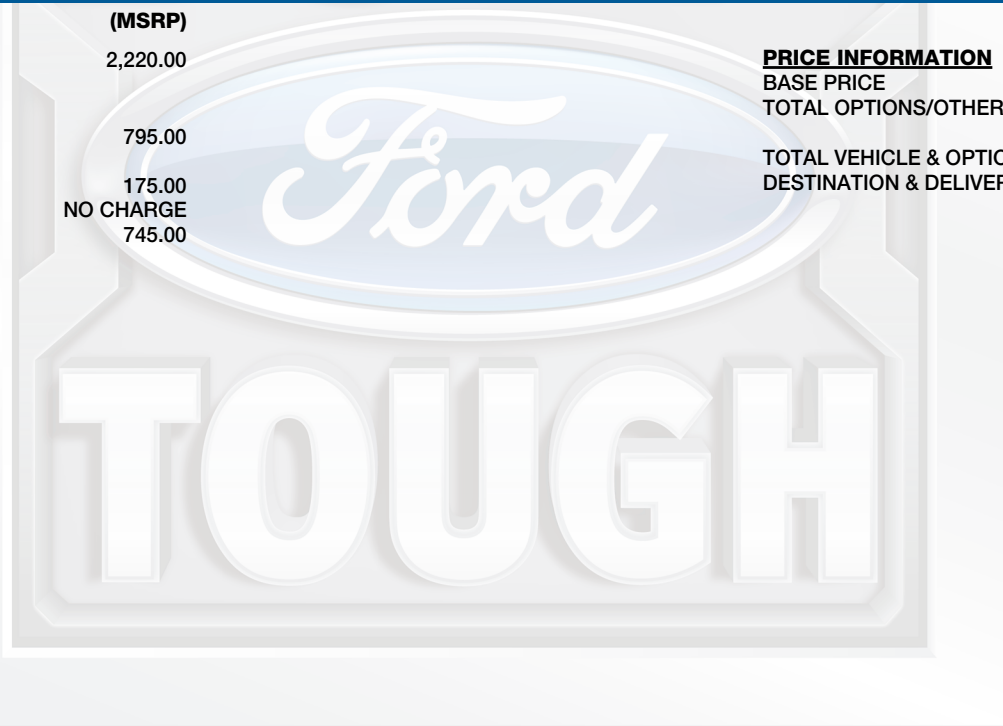 (MSRP)
2,220.00
795.00
175.00
NO CHARGE
745.00
PRICE INFORMATION
BASE PRICE
TOTAL OPTIONS/OTHER
TOTAL VEHICLE & OPTIO
DESTINATION & DELIVER
Ford
TOUGH